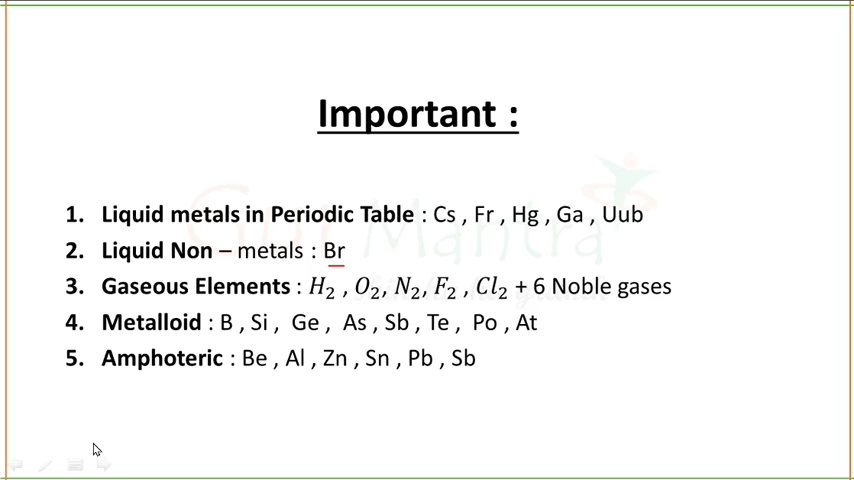 Important :
Gur Mantra
1. Liquid metals in Periodic Table : Cs , Fr , Hg , Ga , Uub
2. Liquid Non – metals : Br
3. Gaseous Elements : H₂ , O₂, N₂, F₂ , Cl₂ + 6 Noble gases
4. Metalloid : B , Si , Ge , As , Sb , Te , Po , At
5. Amphoteric : Be , Al , Zn , Sn , Pb , Sb